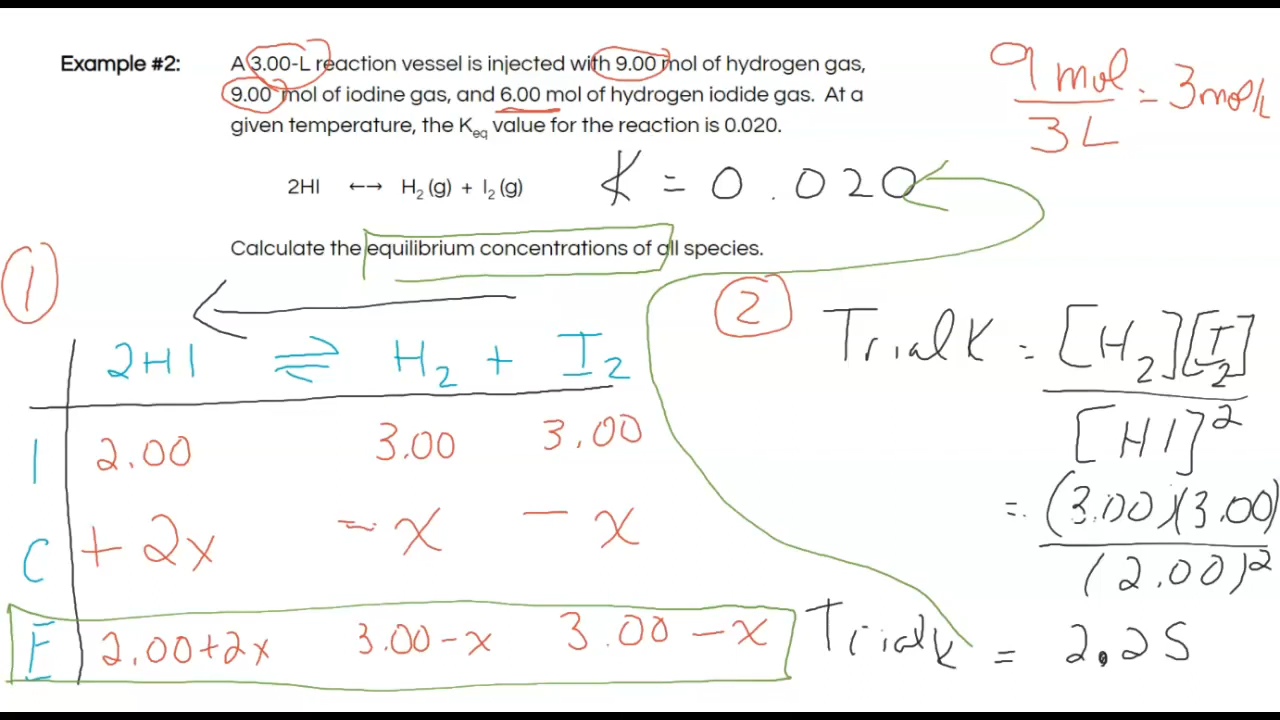 Example #2: A 3.00-L reaction vessel is injected with 9.00 mol of hydrogen gas,
9.00 mol of iodine gas, and 6.00 mol of hydrogen iodide gas. At a
given temperature, the Keq value for the reaction is 0.020.
9 mol / 3 L = 3 mol/L
2HI ↔ H₂ (g) + I₂ (g)
K = 0.020
Calculate the equilibrium concentrations of all species.
①
2HI ⇌ H₂ + I₂
I 2.00 3.00 3.00
C + 2x - x - x
E 2.00+2x 3.00-x 3.00-x
②
Trial K = [H₂][I₂] / [HI]²
= (3.00)(3.00) / (2.00)²
Trial K = 2.25